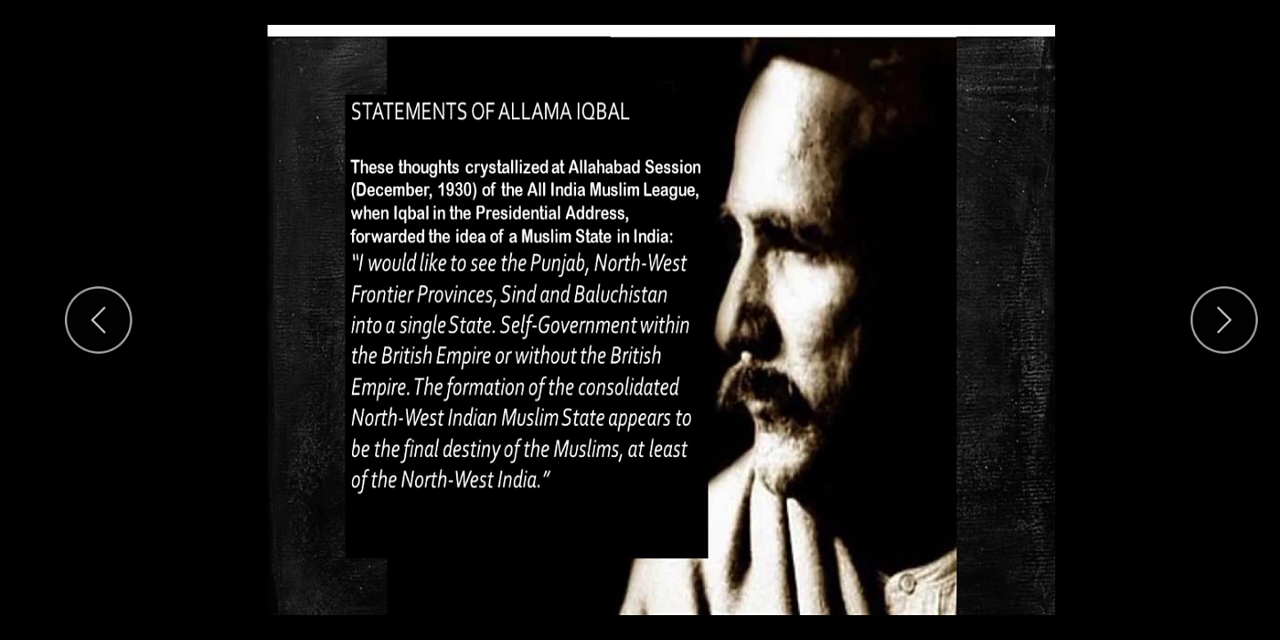 STATEMENTS OF ALLAMA IQBAL
These thoughts crystallized at Allahabad Session
(December, 1930) of the All India Muslim League,
when Iqbal in the Presidential Address,
forwarded the idea of a Muslim State in India:
“I would like to see the Punjab, North-West
Frontier Provinces, Sind and Baluchistan
into a single State. Self-Government within
the British Empire or without the British
Empire. The formation of the consolidated
North-West Indian Muslim State appears to
be the final destiny of the Muslims, at least
of the North-West India.”